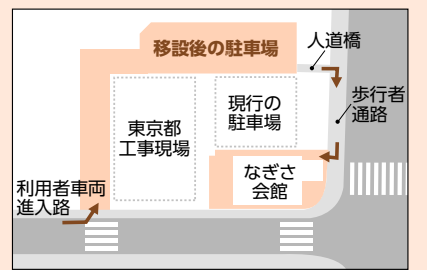 移設後の駐車場
人道橋
歩行者
通路
現行の
駐車場
東京都
工事現場
なぎさ
会館
利用者車両
進入路